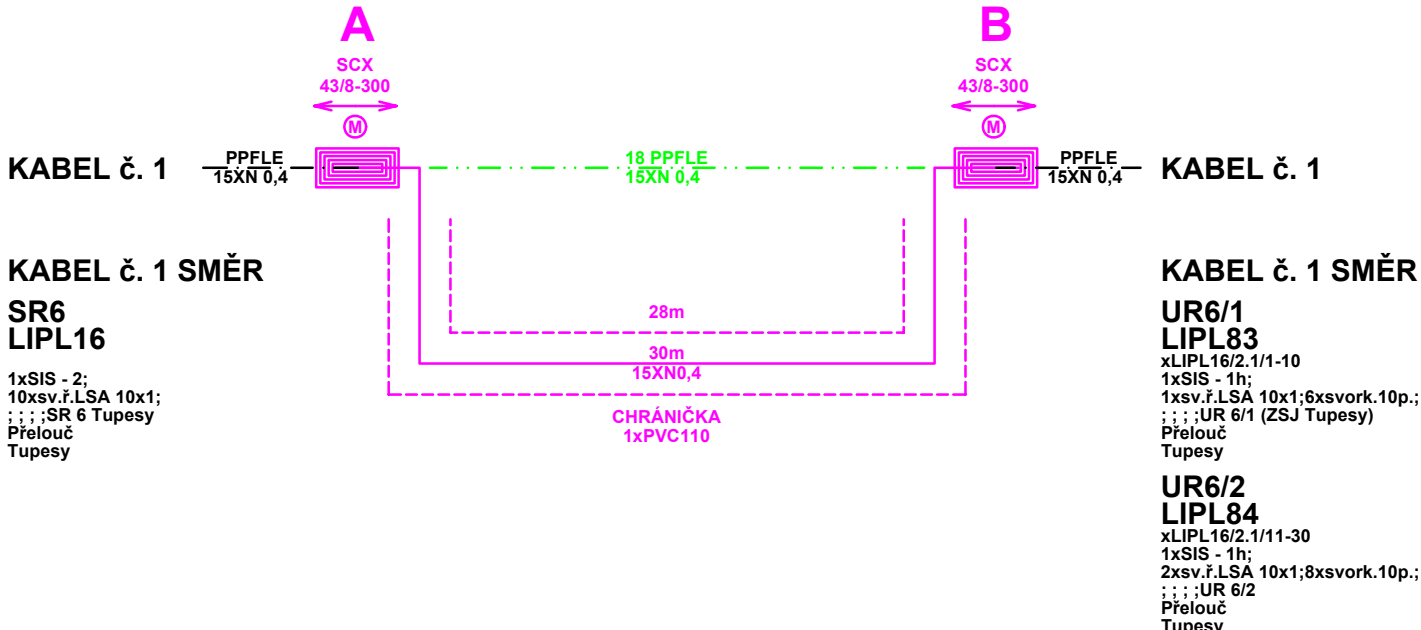 A
B
SCX
43/8-300
SCX
43/8-300
M
M
KABEL č. 1
PPFLE
15XN 0,4
18 PPFLE
15XN 0,4
PPFLE
15XN 0,4
KABEL č. 1
KABEL č. 1 SMĚR
SR6
LIPL16
1xSIS - 2;
10xsv.ř.LSA 10x1;
; ; ; ;SR 6 Tupesy
Přelouč
Tupesy
28m
30m
15XN0,4
CHRÁNIČKA
1xPVC110
KABEL č. 1 SMĚR
UR6/1
LIPL83
xLIPL16/2.1/1-10
1xSIS - 1h;
1xsv.ř.LSA 10x1;6xsvork.10p.;
; ; ; ;UR 6/1 (ZSJ Tupesy)
Přelouč
Tupesy
UR6/2
LIPL84
xLIPL16/2.1/11-30
1xSIS - 1h;
2xsv.ř.LSA 10x1;8xsvork.10p.;
; ; ; ;UR 6/2
Přelouč
Tupesy